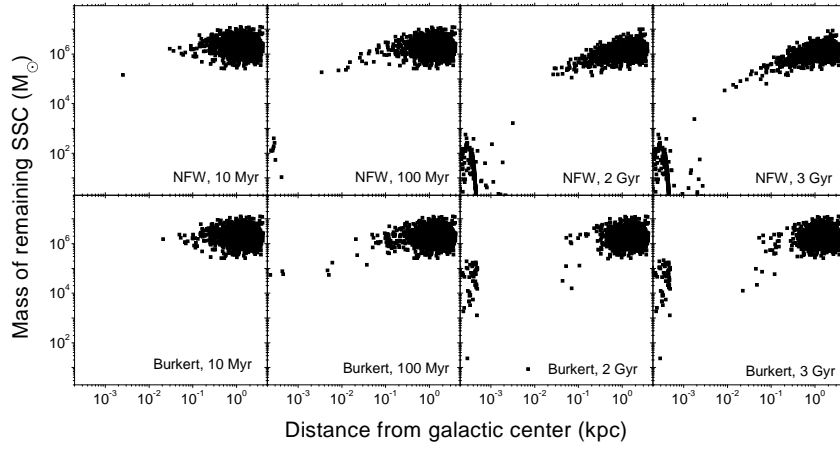 Mass of remaining SSC (M☉)
10^6
10^4
10^2
NFW, 10 Myr
NFW, 100 Myr
NFW, 2 Gyr
NFW, 3 Gyr
10^6
10^4
10^2
Burkert, 10 Myr
Burkert, 100 Myr
Burkert, 2 Gyr
Burkert, 3 Gyr
10^-3 10^-2 10^-1 10^0 10^-3 10^-2 10^-1 10^0 10^-3 10^-2 10^-1 10^0 10^-3 10^-2 10^-1 10^0
Distance from galactic center (kpc)